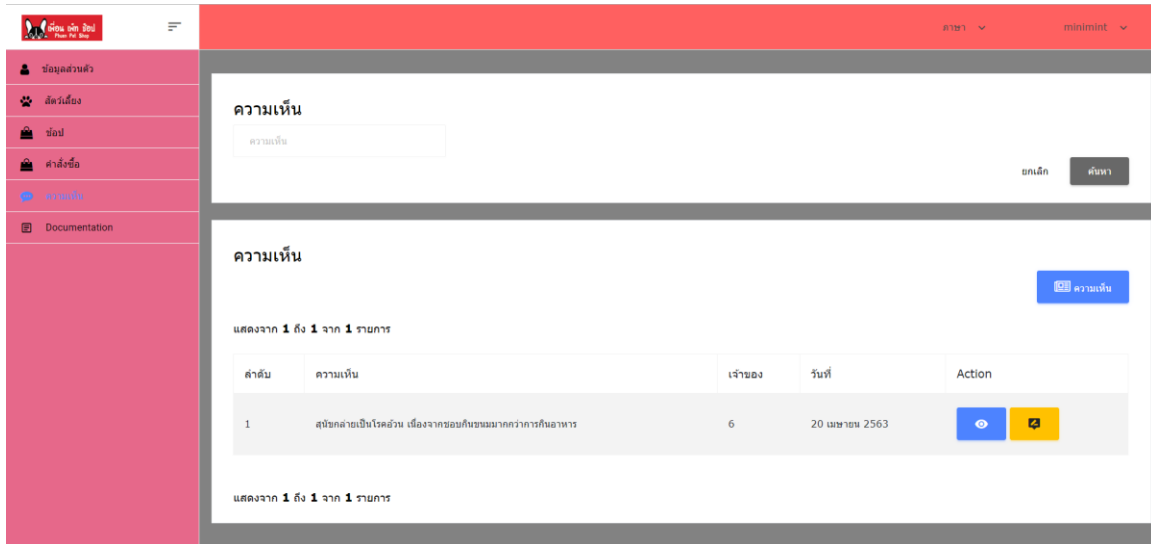 เพื่อน พัก ช้อป
ภาษา
minimint
ข้อมูลส่วนตัว
สัตว์เลี้ยง
ช้อป
คำสั่งซื้อ
ความเห็น
Documentation
ความเห็น
ความเห็น
ยกเลิก
ค้นหา
ความเห็น
ความเห็น
แสดงจาก 1 ถึง 1 จาก 1 รายการ
ลำดับ ความเห็น เจ้าของ วันที่ Action
1 สุนัขกล่ายเป็นโรคอ้วน เนื่องจากชอบกินขนมมากกว่าการกินอาหาร 6 20 เมษายน 2563
แสดงจาก 1 ถึง 1 จาก 1 รายการ